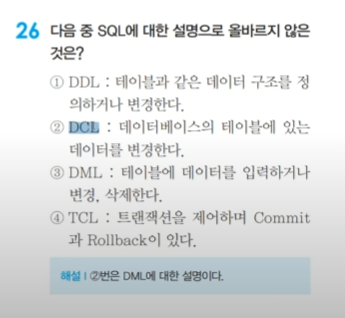 26 다음 중 SQL에 대한 설명으로 올바르지 않은
것은?
① DDL : 테이블과 같은 데이터 구조를 정
의하거나 변경한다.
② DCL : 데이터베이스의 테이블에 있는
데이터를 변경한다.
③ DML : 테이블에 데이터를 입력하거나
변경, 삭제한다.
④ TCL : 트랜잭션을 제어하며 Commit
과 Rollback이 있다.
해설 | ②번은 DML에 대한 설명이다.